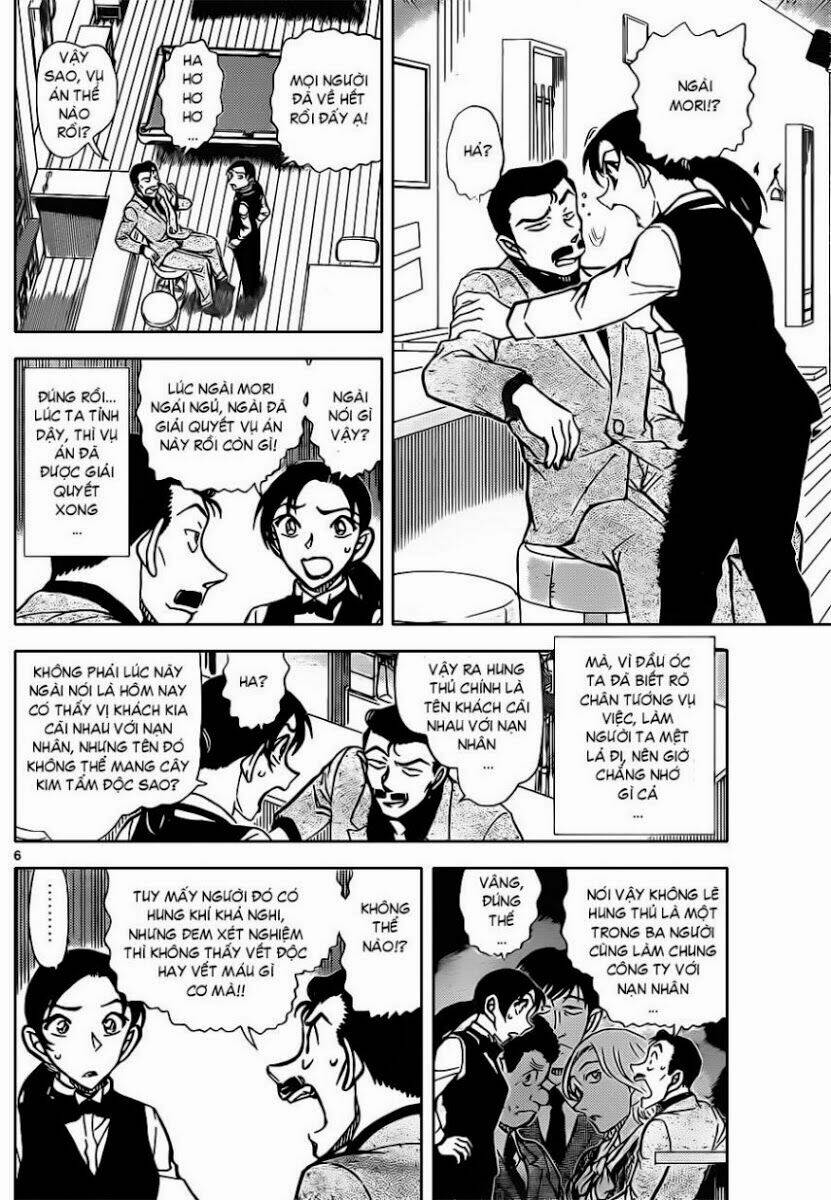 NGÀI
MORI!?
HẢ?
MỌI NGƯỜI
ĐÃ VỀ HẾT
RỒI ĐẤY Ạ!
HA
HƠ
HƠ
HƠ
...
VẬY
SAO, VỤ
ÁN THẾ
NÀO
RỒI?
NGÀI
NÓI GÌ
VẬY?
LÚC NGÀI MORI
NGÁI NGỦ, NGÀI ĐÃ
GIẢI QUYẾT VỤ ÁN
NÀY RỒI CÒN GÌ!
ĐÚNG RỒI...
LÚC TA TỈNH
DẬY, THÌ VỤ
ÁN ĐÃ
ĐƯỢC GIẢI
QUYẾT
XONG
...
MÀ, VÌ ĐẦU ÓC
TA ĐÃ BIẾT RÕ
CHÂN TƯỚNG VỤ
VIỆC, LÀM
NGƯỜI TA MỆT
LẢ ĐI, NÊN GIỜ
CHẲNG NHỚ
GÌ CẢ
...
VẬY RA HUNG
THỦ CHÍNH LÀ
TÊN KHÁCH CÃI
NHAU VỚI NẠN
NHÂN
...
HA?
KHÔNG PHẢI LÚC NÃY
NGÀI NÓI LÀ HÔM NAY
CÓ THẤY VỊ KHÁCH KIA
CÃI NHAU VỚI NẠN
NHÂN, NHƯNG TÊN ĐÓ
KHÔNG THỂ MANG CÂY
KIM TẨM ĐỘC SAO?
6
NÓI VẬY KHÔNG LẼ
HUNG THỦ LÀ MỘT
TRONG BA NGƯỜI
CÙNG LÀM CHUNG
CÔNG TY VỚI
NẠN NHÂN
...
VÂNG,
ĐÚNG
THẾ
...
KHÔNG
THỂ
NÀO!?
TUY MẤY NGƯỜI ĐÓ CÓ
HUNG KHÍ KHẢ NGHI,
NHƯNG ĐEM XÉT NGHIỆM
THÌ KHÔNG THẤY VẾT ĐỘC
HAY VẾT MÁU GÌ
CƠ MÀ!!
........